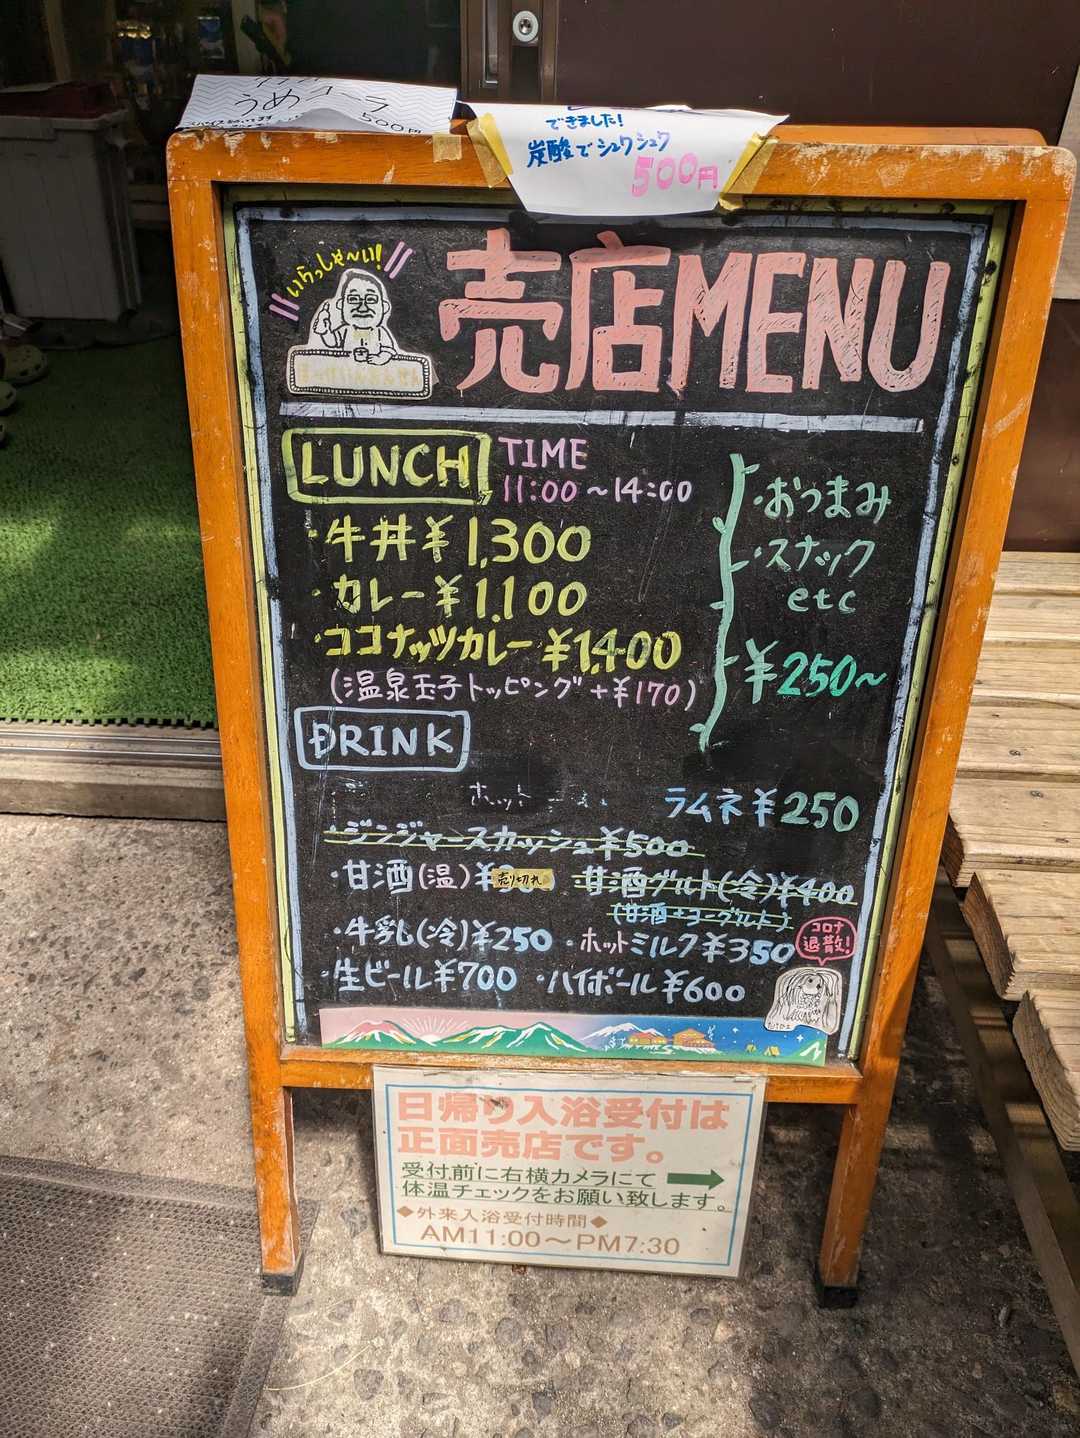 うめコーラ
500円
できました!
炭酸でシュワシュワ
500円
いらっしゃ〜い!
売店MENU
LUNCH TIME
11:00〜14:00
・牛丼¥1,300
・カレー¥1,100
・ココナッツカレー¥1,400
(温泉玉子トッピング+¥170)
・おつまみ
・スナック
etc
¥250〜
DRINK
ホット
ラムネ¥250
・ジンジャースカッシュ¥500
・甘酒(温)¥300 売り切れ
甘酒グルト(冷)¥400
(甘酒+ヨーグルト)
・牛乳(冷)¥250 ・ホットミルク¥350
・生ビール¥700 ・ハイボール¥600
コロナ
退散!
日帰り入浴受付は
正面売店です。
受付前に右横カメラにて
体温チェックをお願い致します。
◆外来入浴受付時間◆
AM11:00〜PM7:30